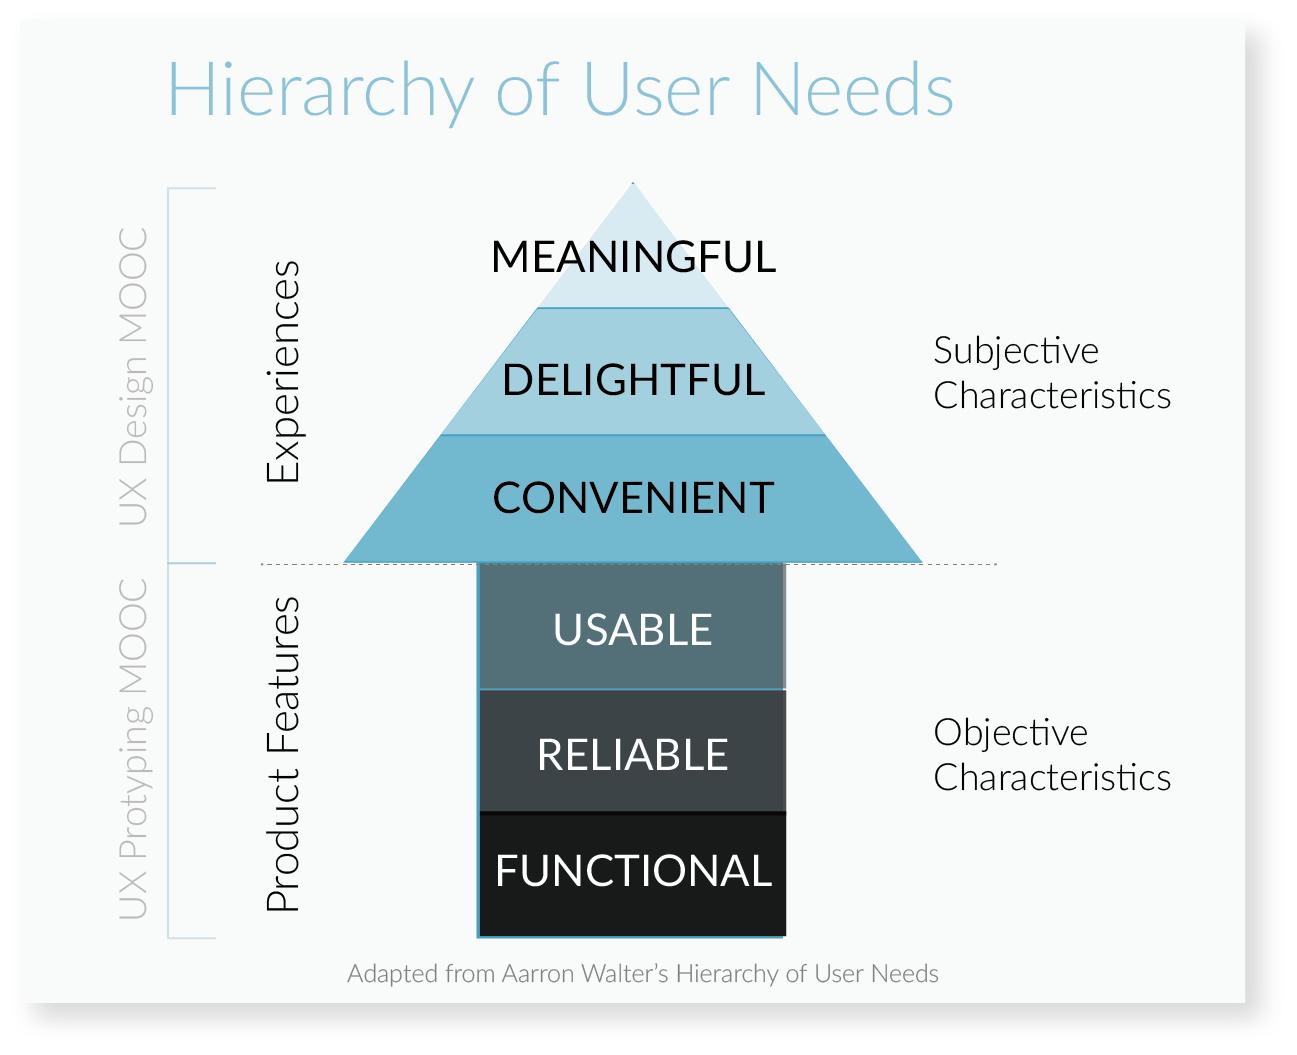 Hierarchy of User Needs
UX Design MOOC
Experiences
MEANINGFUL
DELIGHTFUL
CONVENIENT
Subjective
Characteristics
UX Protyping MOOC
Product Features
USABLE
RELIABLE
FUNCTIONAL
Objective
Characteristics
Adapted from Aarron Walter's Hierarchy of User Needs